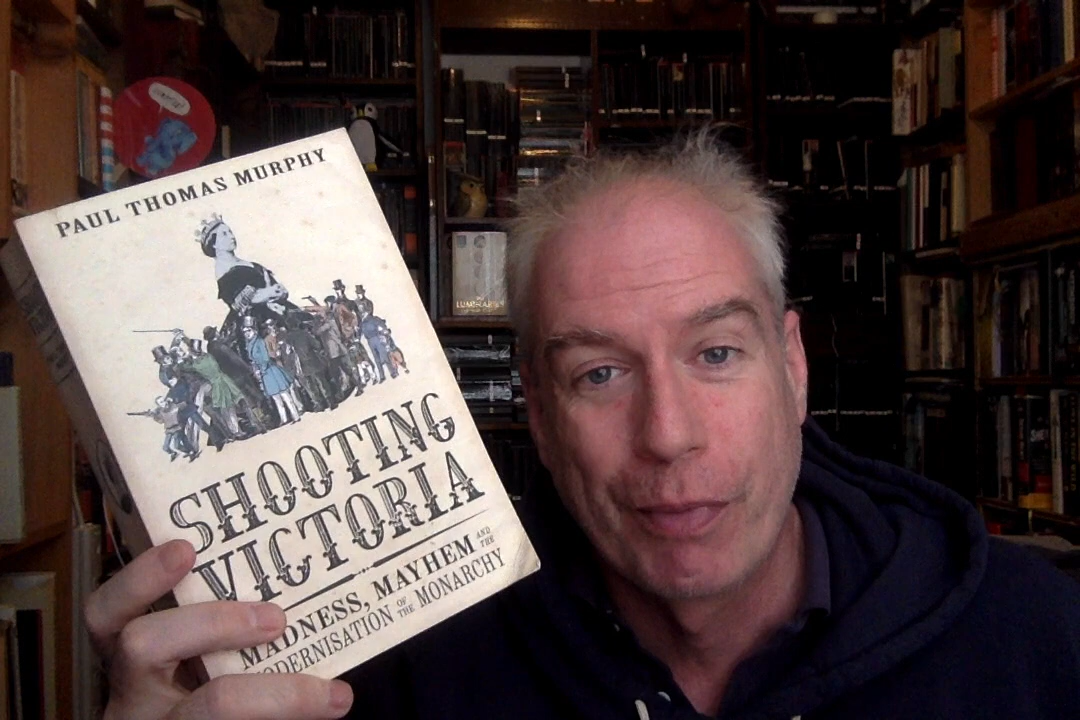 PAUL THOMAS MURPHY
SHOOTING
VICTORIA
MADNESS, MAYHEM AND THE
MODERNISATION OF THE MONARCHY